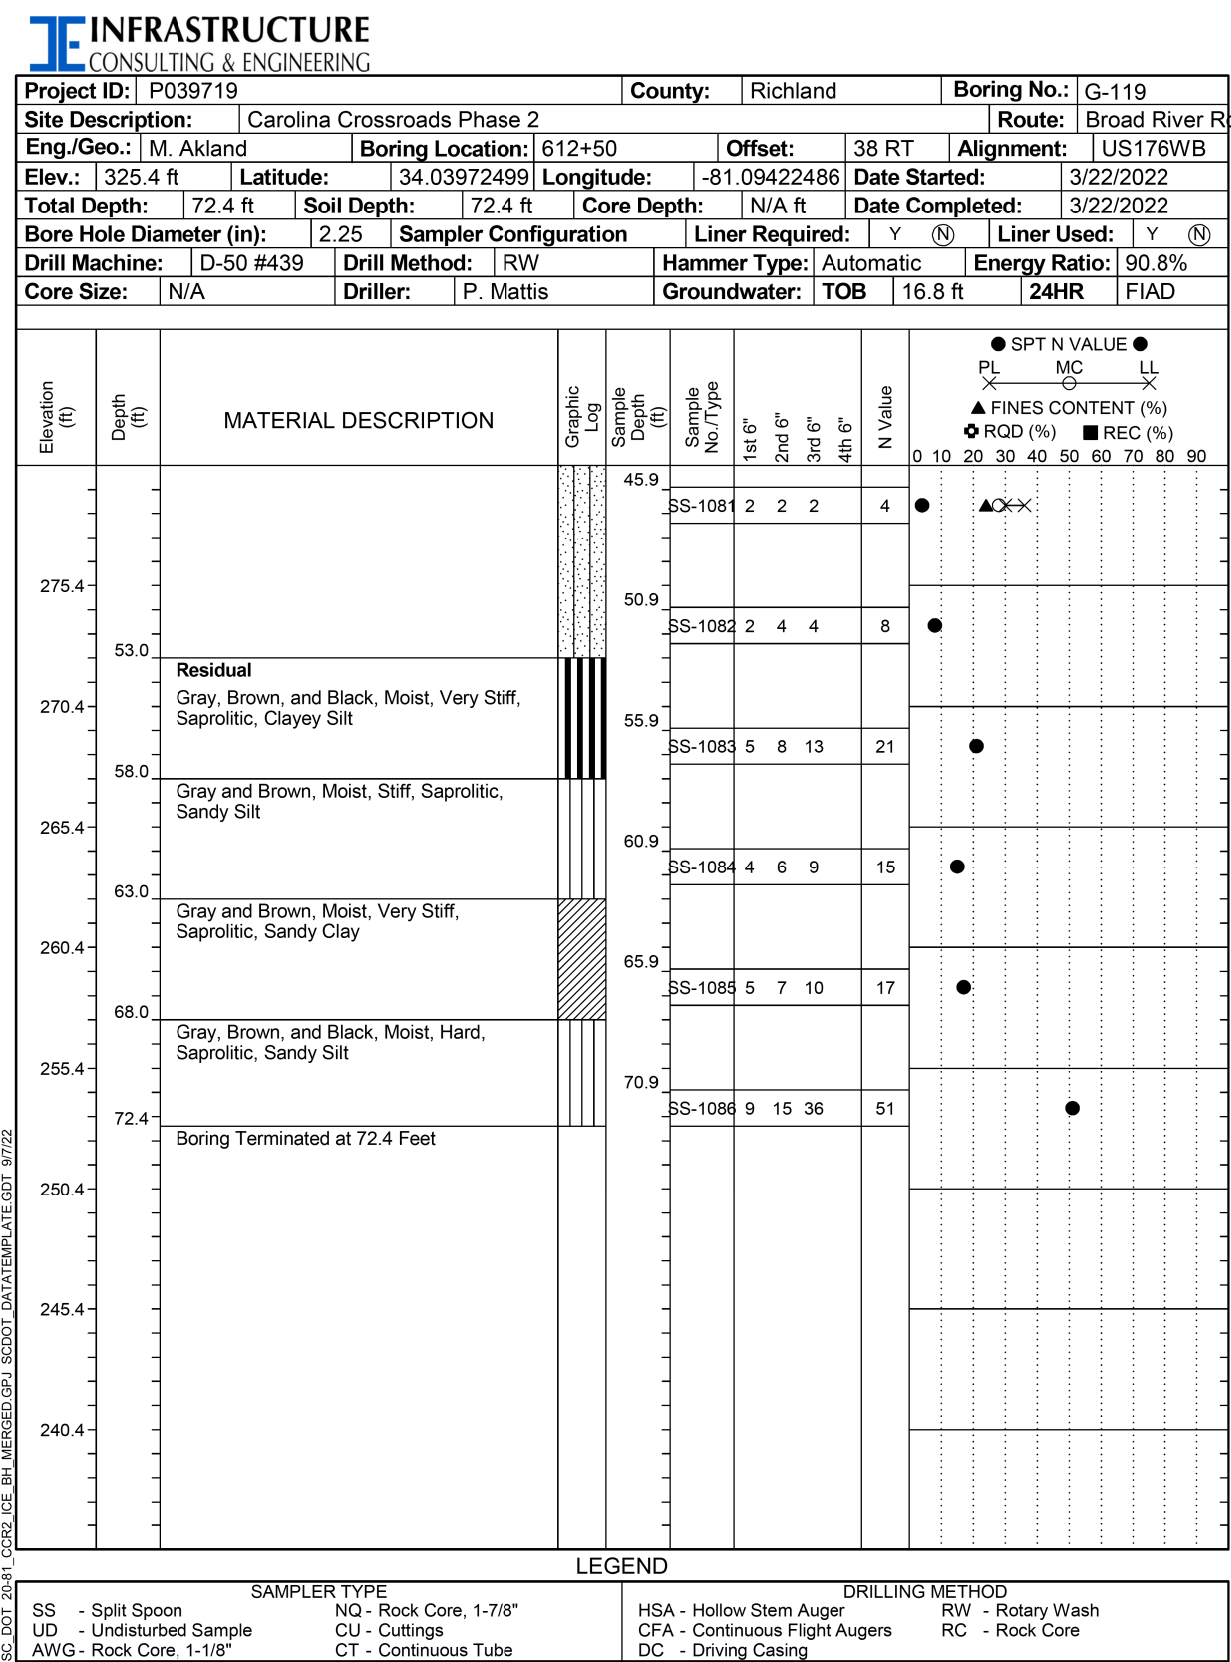 INFRASTRUCTURE
CONSULTING & ENGINEERING
Project ID: P039719 County: Richland Boring No.: G-119
Site Description: Carolina Crossroads Phase 2 Route: Broad River R
Eng./Geo.: M. Akland Boring Location: 612+50 Offset: 38 RT Alignment: US176WB
Elev.: 325.4 ft Latitude: 34.03972499 Longitude: -81.09422486 Date Started: 3/22/2022
Total Depth: 72.4 ft Soil Depth: 72.4 ft Core Depth: N/A ft Date Completed: 3/22/2022
Bore Hole Diameter (in): 2.25 Sampler Configuration Liner Required: Y N Liner Used: Y N
Drill Machine: D-50 #439 Drill Method: RW Hammer Type: Automatic Energy Ratio: 90.8%
Core Size: N/A Driller: P. Mattis Groundwater: TOB 16.8 ft 24HR FIAD
Elevation (ft) Depth (ft) MATERIAL DESCRIPTION Graphic Log Sample Depth (ft) Sample No./Type 1st 6" 2nd 6" 3rd 6" 4th 6" N Value
● SPT N VALUE ●
PL MC LL
▲ FINES CONTENT (%)
RQD (%) ■ REC (%)
0 10 20 30 40 50 60 70 80 90
45.9
SS-1081 2 2 2 4
275.4
50.9
SS-1082 2 4 4 8
53.0
Residual
Gray, Brown, and Black, Moist, Very Stiff,
Saprolitic, Clayey Silt
270.4
55.9
SS-1083 5 8 13 21
58.0
Gray and Brown, Moist, Stiff, Saprolitic,
Sandy Silt
265.4
60.9
SS-1084 4 6 9 15
63.0
Gray and Brown, Moist, Very Stiff,
Saprolitic, Sandy Clay
260.4
65.9
SS-1085 5 7 10 17
68.0
Gray, Brown, and Black, Moist, Hard,
Saprolitic, Sandy Silt
255.4
70.9
SS-1086 9 15 36 51
72.4
Boring Terminated at 72.4 Feet
250.4
245.4
240.4
SC_DOT 20-81_CCR2_ICE_BH_MERGED.GPJ SCDOT_DATATEMPLATE.GDT 9/7/22
LEGEND
SAMPLER TYPE DRILLING METHOD
SS - Split Spoon NQ - Rock Core, 1-7/8" HSA - Hollow Stem Auger RW - Rotary Wash
UD - Undisturbed Sample CU - Cuttings CFA - Continuous Flight Augers RC - Rock Core
AWG - Rock Core, 1-1/8" CT - Continuous Tube DC - Driving Casing